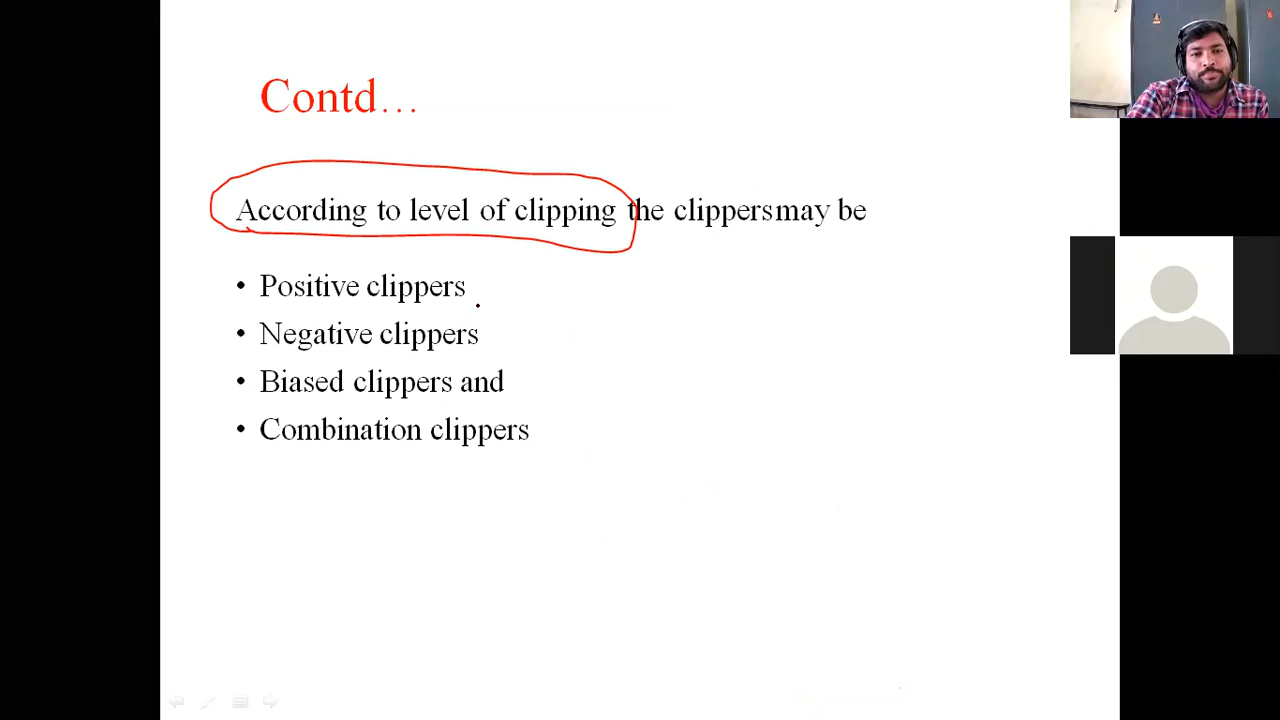 Contd...
According to level of clipping the clippersmay be
• Positive clippers
• Negative clippers
• Biased clippers and
• Combination clippers